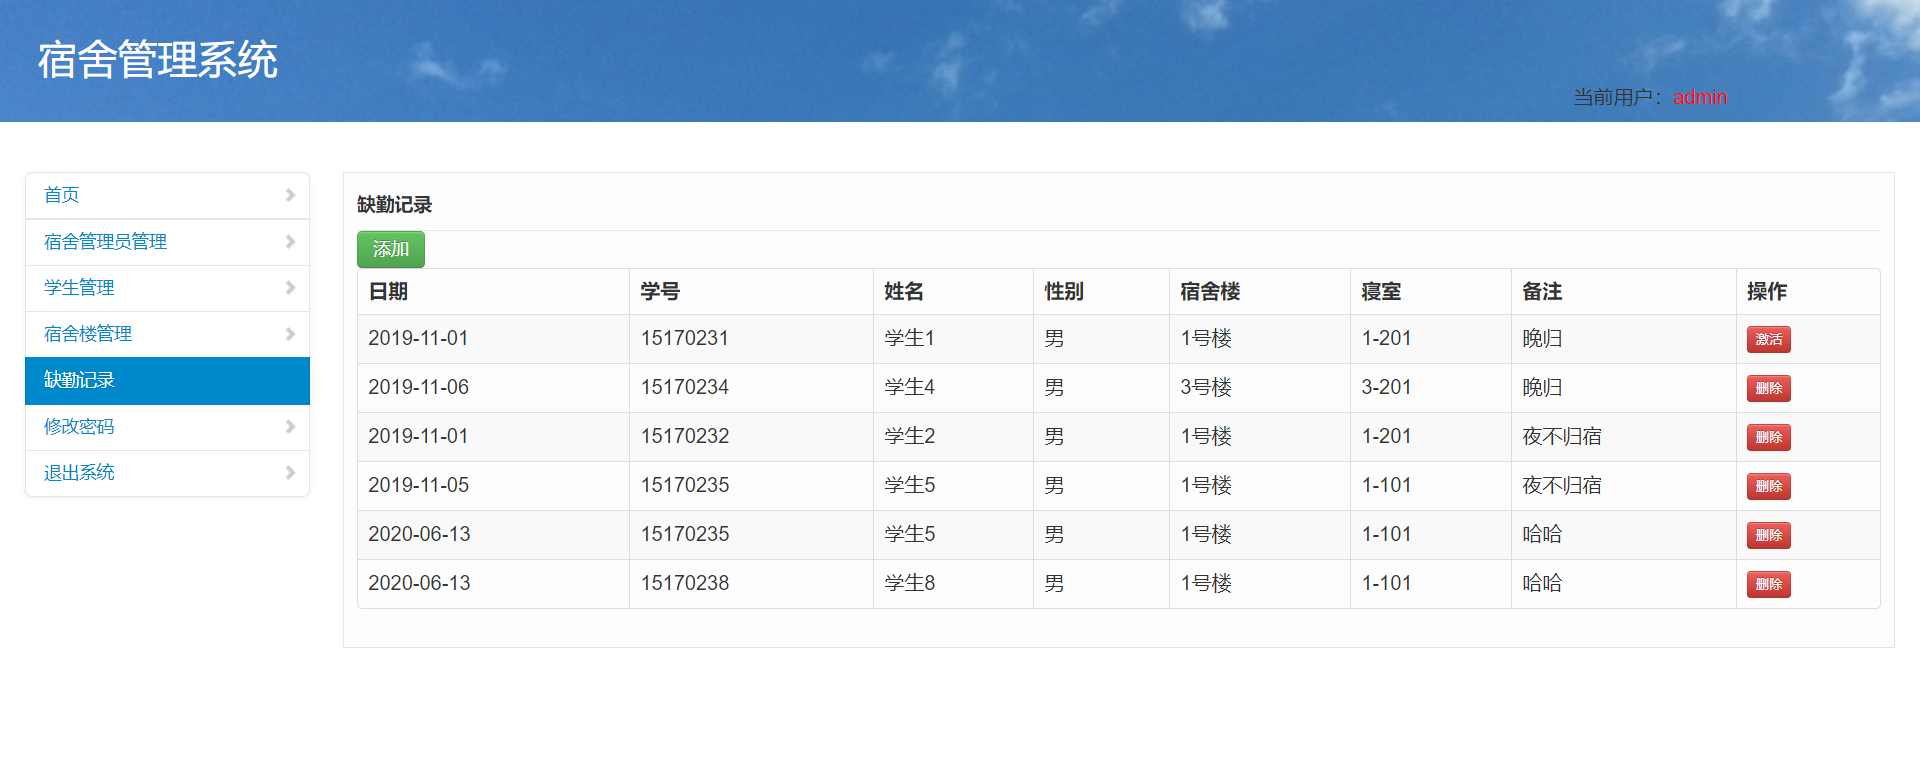 宿舍管理系统
当前用户：admin
首页
宿舍管理员管理
学生管理
宿舍楼管理
缺勤记录
修改密码
退出系统
缺勤记录
添加
日期 学号 姓名 性别 宿舍楼 寝室 备注 操作
2019-11-01 15170231 学生1 男 1号楼 1-201 晚归 激活
2019-11-06 15170234 学生4 男 3号楼 3-201 晚归 删除
2019-11-01 15170232 学生2 男 1号楼 1-201 夜不归宿 删除
2019-11-05 15170235 学生5 男 1号楼 1-101 夜不归宿 删除
2020-06-13 15170235 学生5 男 1号楼 1-101 哈哈 删除
2020-06-13 15170238 学生8 男 1号楼 1-101 哈哈 删除